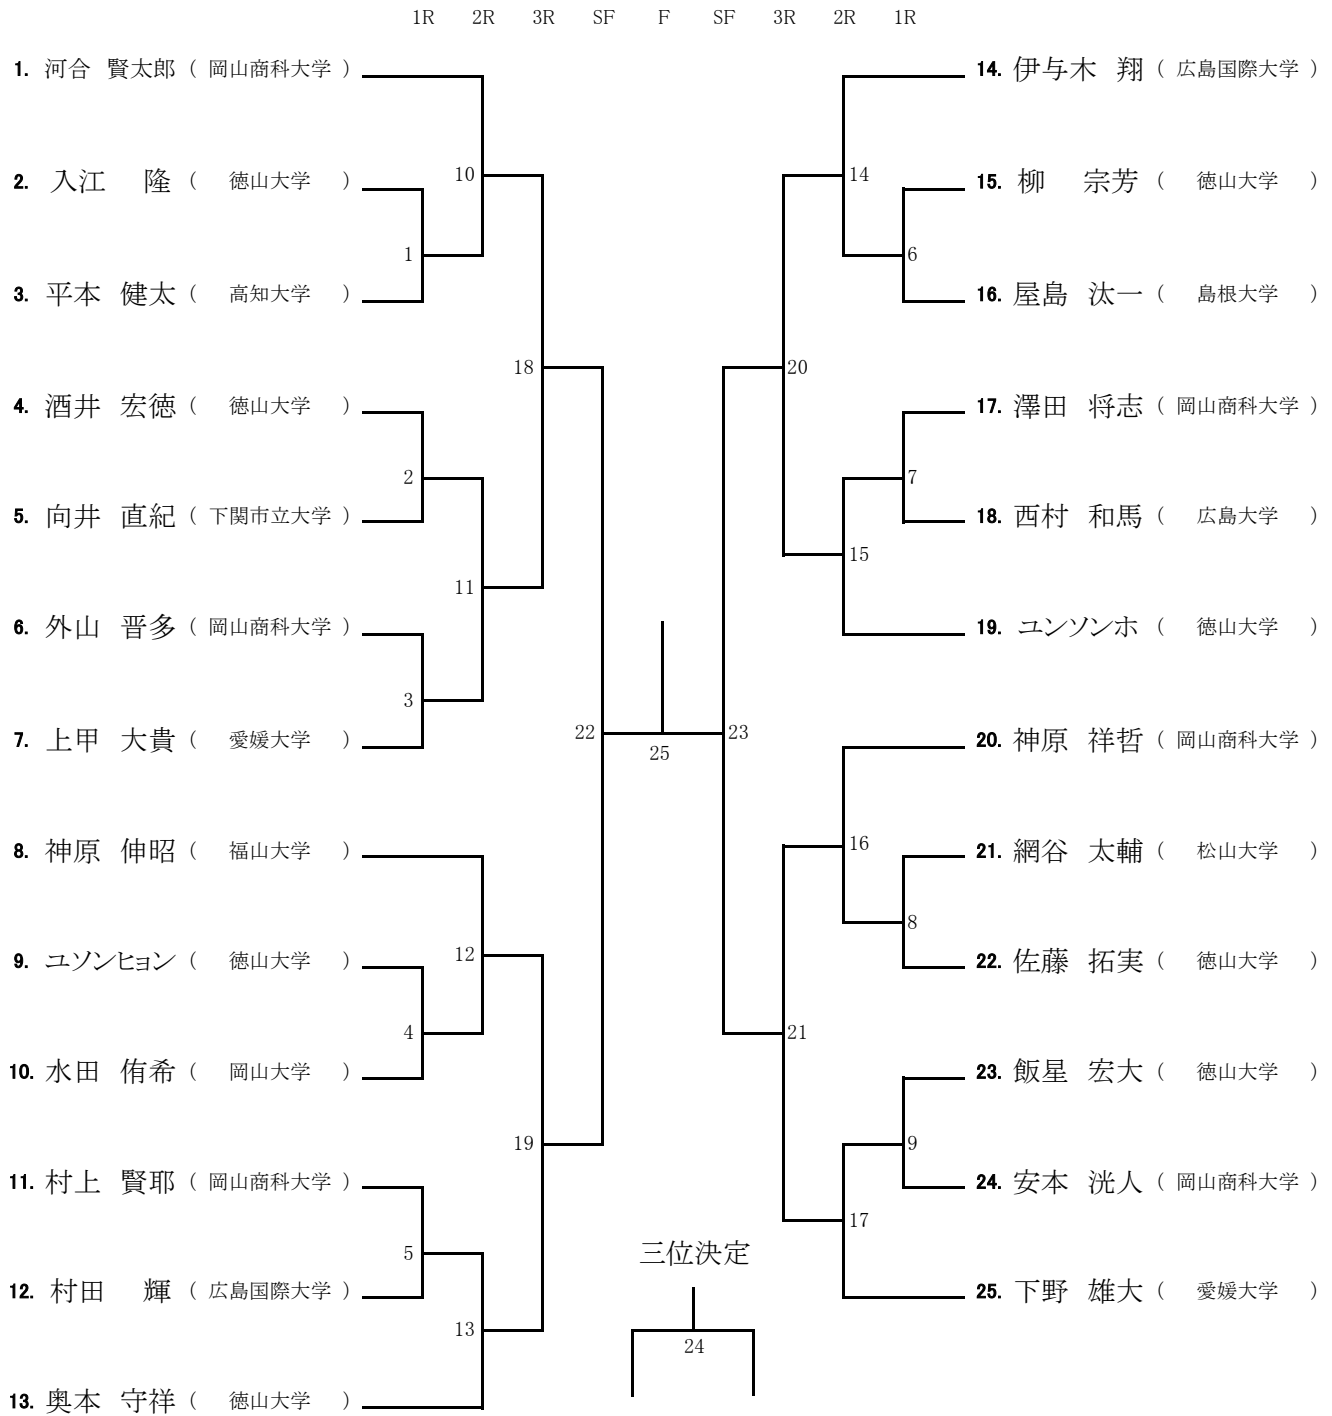 1R 2R 3R SF F SF 3R 2R 1R
1. 河合 賢太郎 ( 岡山商科大学 )
2. 入江 隆 ( 徳山大学 )
3. 平本 健太 ( 高知大学 )
4. 酒井 宏徳 ( 徳山大学 )
5. 向井 直紀 ( 下関市立大学 )
6. 外山 晋多 ( 岡山商科大学 )
7. 上甲 大貴 ( 愛媛大学 )
8. 神原 伸昭 ( 福山大学 )
9. ユソンヒョン ( 徳山大学 )
10. 水田 侑希 ( 岡山大学 )
11. 村上 賢耶 ( 岡山商科大学 )
12. 村田 輝 ( 広島国際大学 )
13. 奥本 守祥 ( 徳山大学 )
10
1
18
2
11
3
22
12
4
19
5
13
25
三位決定
24
14
6
20
7
15
23
16
8
21
9
17
14. 伊与木 翔 ( 広島国際大学 )
15. 柳 宗芳 ( 徳山大学 )
16. 屋島 汰一 ( 島根大学 )
17. 澤田 将志 ( 岡山商科大学 )
18. 西村 和馬 ( 広島大学 )
19. ユンソンホ ( 徳山大学 )
20. 神原 祥哲 ( 岡山商科大学 )
21. 網谷 太輔 ( 松山大学 )
22. 佐藤 拓実 ( 徳山大学 )
23. 飯星 宏大 ( 徳山大学 )
24. 安本 洸人 ( 岡山商科大学 )
25. 下野 雄大 ( 愛媛大学 )